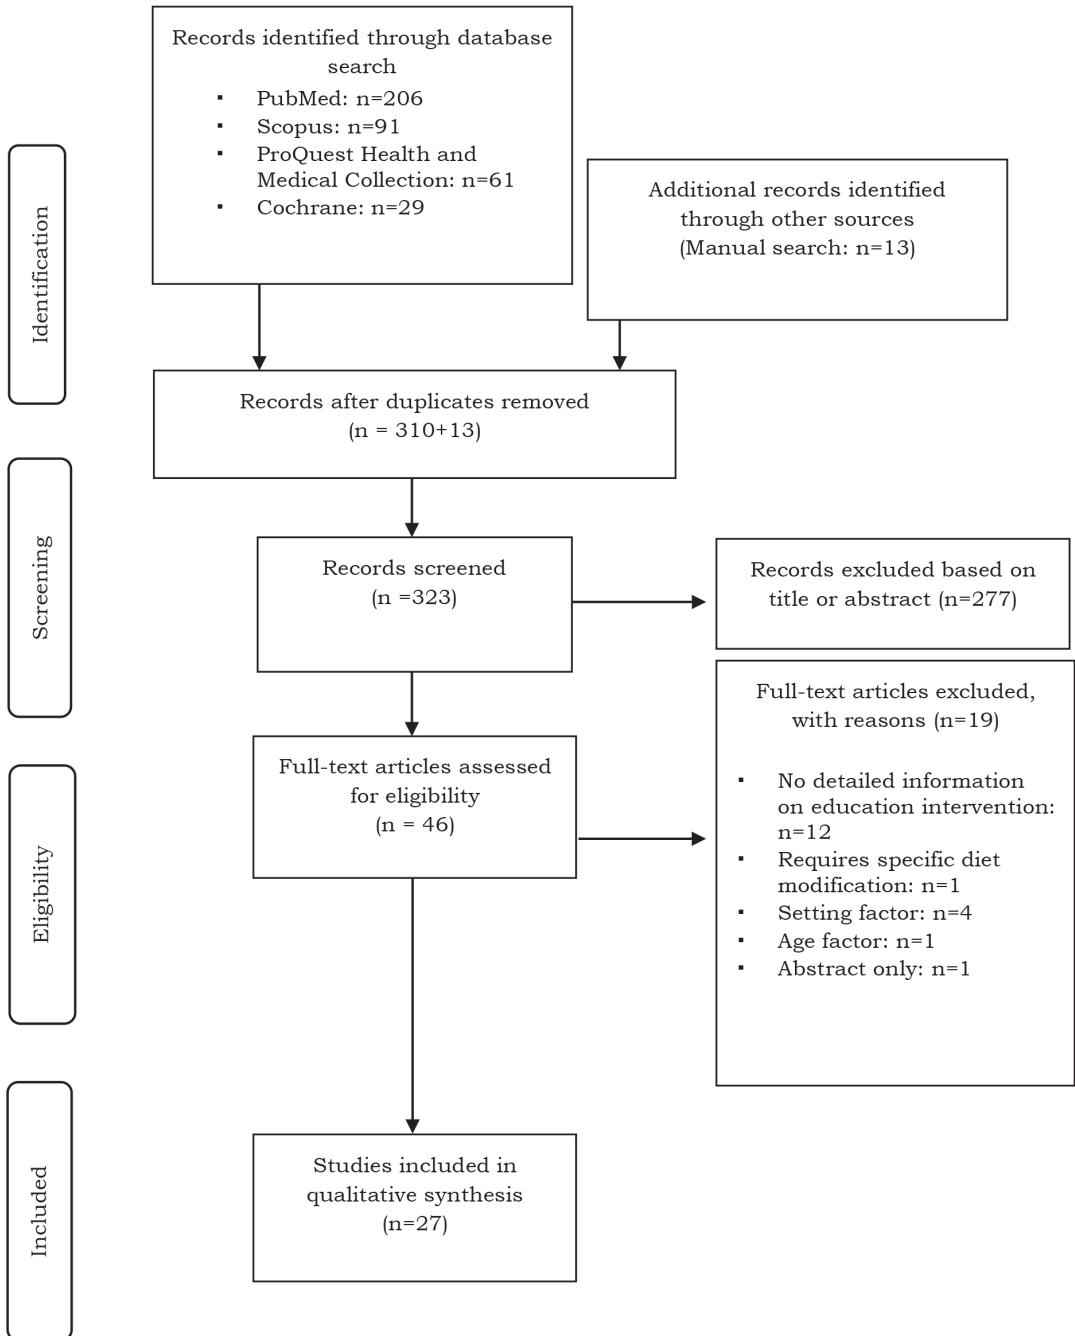 Records identified through database
search
▪ PubMed: n=206
▪ Scopus: n=91
▪ ProQuest Health and
Medical Collection: n=61
▪ Cochrane: n=29
Additional records identified
through other sources
(Manual search: n=13)
Identification
Records after duplicates removed
(n = 310+13)
Screening
Records screened
(n =323)
Records excluded based on
title or abstract (n=277)
Full-text articles assessed
for eligibility
(n = 46)
Full-text articles excluded,
with reasons (n=19)
▪ No detailed information
on education intervention:
n=12
▪ Requires specific diet
modification: n=1
▪ Setting factor: n=4
▪ Age factor: n=1
▪ Abstract only: n=1
Eligibility
Included
Studies included in
qualitative synthesis
(n=27)